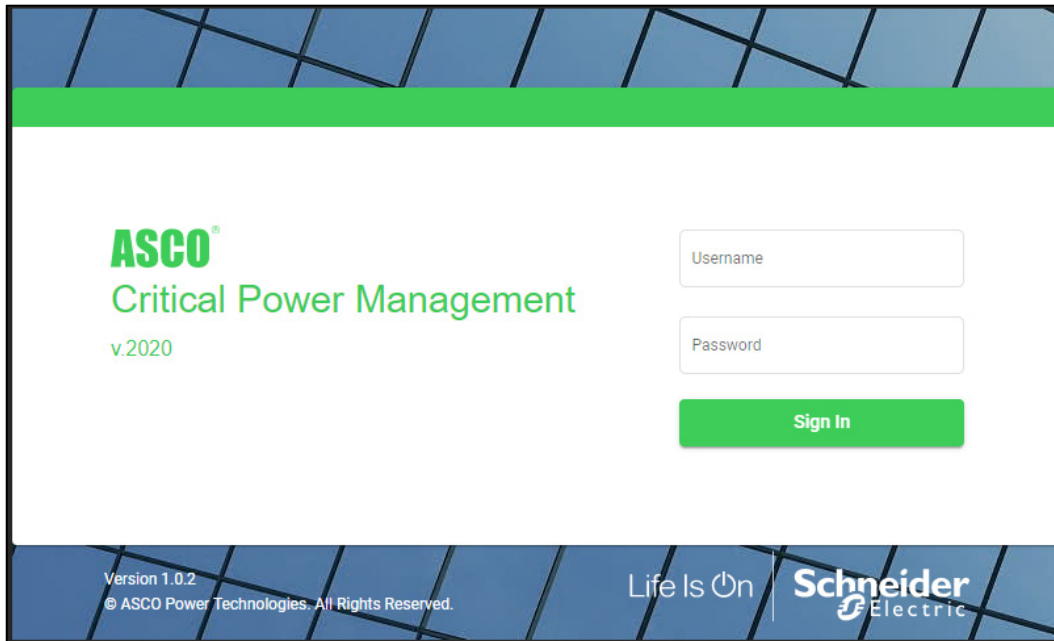 ASCO®
Critical Power Management
v.2020
Username
Password
Sign In
Version 1.0.2
© ASCO Power Technologies. All Rights Reserved.
Life Is On
Schneider
Electric